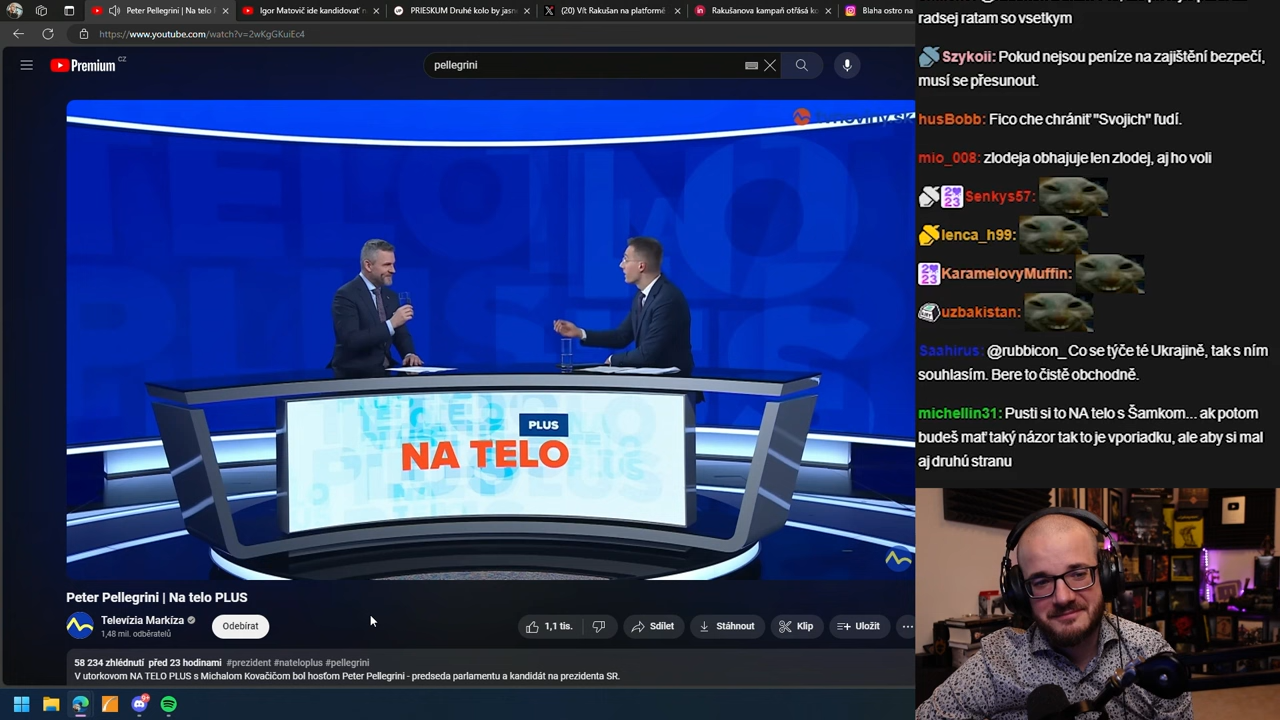 Peter Pellegrini | Na telo P
Igor Matovič ide kandidovať n
PRIESKUM Druhé kolo by jasn
(20) Vít Rakušan na platformě
Rakušanova kampaň otřásá ko
Blaha ostro na
https://www.youtube.com/watch?v=2wKgGKuiEc4
Premium CZ
pellegrini
TELO
PLUS
PLUS
NA TELO
Peter Pellegrini | Na telo PLUS
Televízia Markíza
1,48 mil. odběratelů
Odebírat
1,1 tis.
Sdílet
Stáhnout
Klip
Uložit
58 234 zhlédnutí před 23 hodinami #prezident #nateloplus #pellegrini
V utorkovom NA TELO PLUS s Michalom Kovačičom bol hosťom Peter Pellegrini - predseda parlamentu a kandidát na prezidenta SR.
radsej ratam so vsetkym
Szykoii: Pokud nejsou peníze na zajištění bezpečí,
musí se přesunout.
husBobb: Fico che chrániť "Svojich" ľudí.
mio_008: zlodeja obhajuje len zlodej, aj ho voli
Senkys57:
lenca_h99:
KaramelovyMuffin:
uzbakistan:
Saahirus: @rubbicon_ Co se týče té Ukrajině, tak s ním
souhlasím. Bere to čistě obchodně.
michellin31: Pusti si to NA telo s Šamkom... ak potom
budeš mať taký názor tak to je vporiadku, ale aby si mal
aj druhú stranu